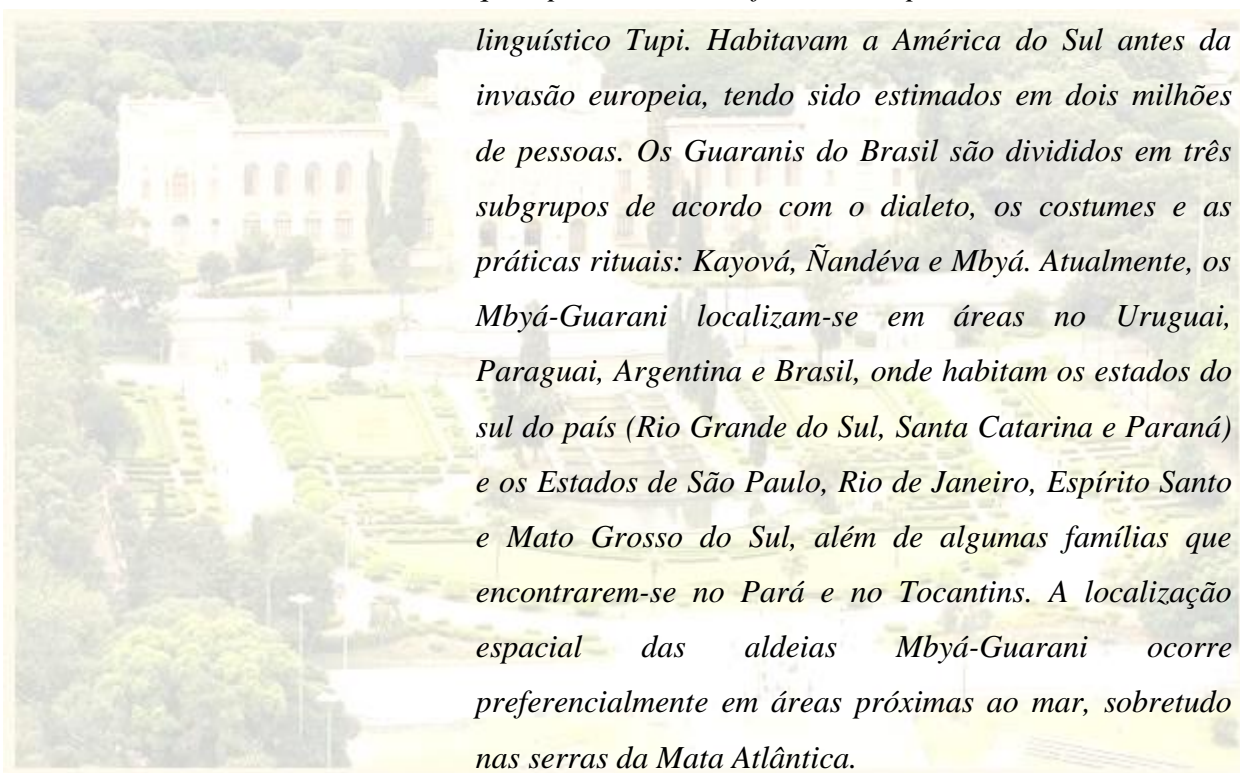 linguístico Tupi. Habitavam a América do Sul antes da
invasão europeia, tendo sido estimados em dois milhões
de pessoas. Os Guaranis do Brasil são divididos em três
subgrupos de acordo com o dialeto, os costumes e as
práticas rituais: Kayová, Ñandéva e Mbyá. Atualmente, os
Mbyá-Guarani localizam-se em áreas no Uruguai,
Paraguai, Argentina e Brasil, onde habitam os estados do
sul do país (Rio Grande do Sul, Santa Catarina e Paraná)
e os Estados de São Paulo, Rio de Janeiro, Espírito Santo
e Mato Grosso do Sul, além de algumas famílias que
encontrarem-se no Pará e no Tocantins. A localização
espacial das aldeias Mbyá-Guarani ocorre
preferencialmente em áreas próximas ao mar, sobretudo
nas serras da Mata Atlântica.